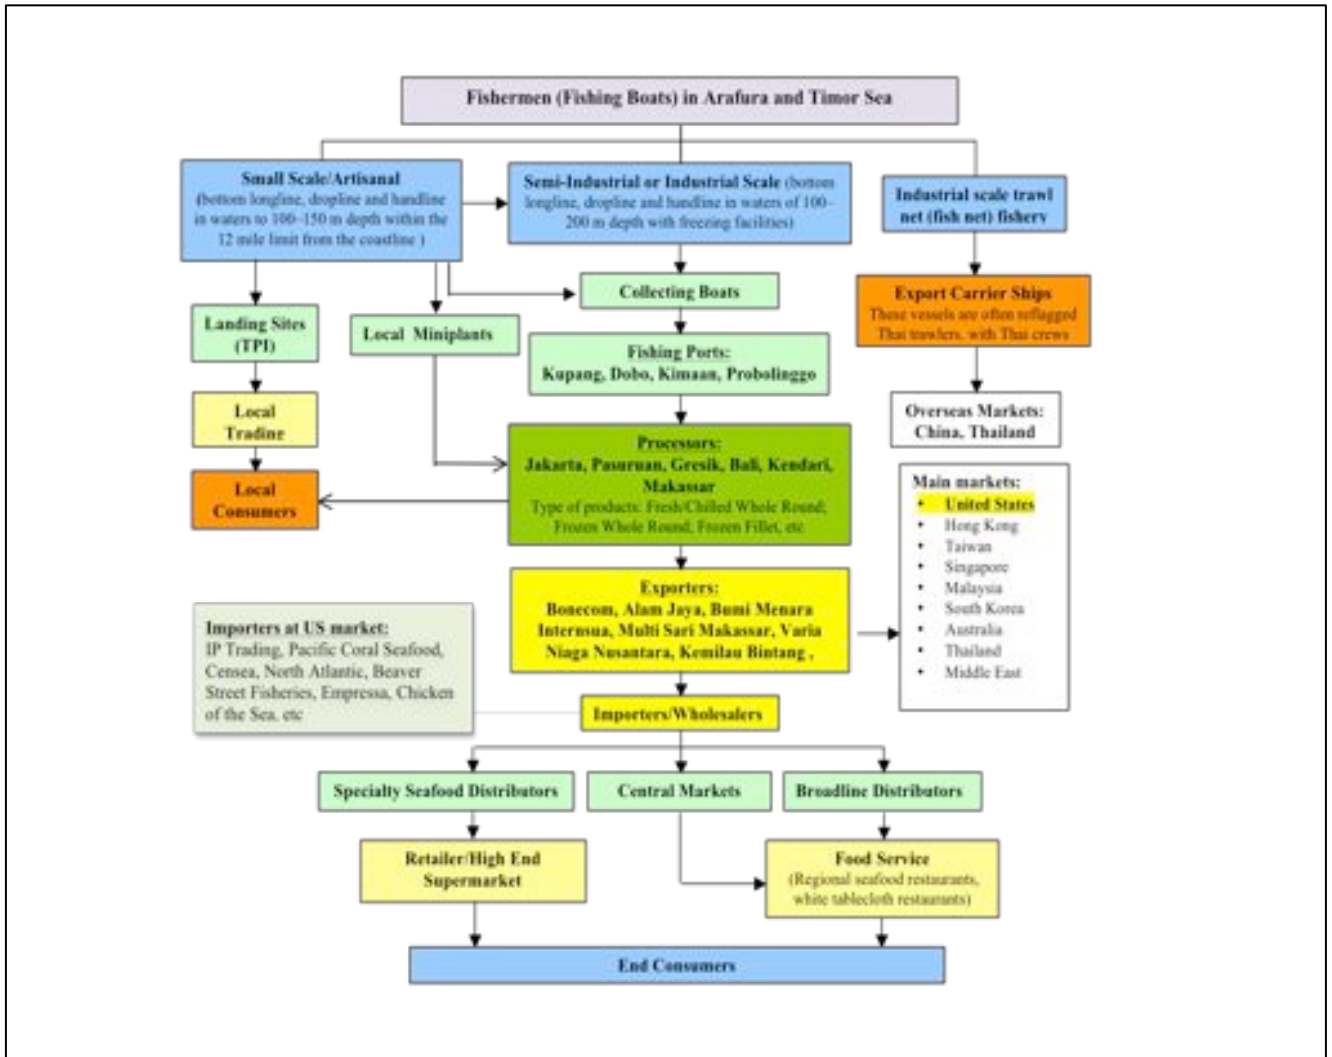 Fishermen (Fishing Boats) in Arafura and Timor Sea
Small Scale/Artisanal
(bottom longline, dropline and handline
in waters to 100–150 m depth within the
12 mile limit from the coastline )
Semi-Industrial or Industrial Scale (bottom
longline, dropline and handline in waters of 100–
200 m depth with freezing facilities)
Industrial scale trawl
net (fish net) fishery
Collecting Boats
Export Carrier Ships
These vessels are often reflagged
Thai trawlers, with Thai crews
Landing Sites
(TPI)
Local Miniplants
Fishing Ports:
Kupang, Dobo, Kimaan, Probolinggo
Local
Tradine
Overseas Markets:
China, Thailand
Processors:
Jakarta, Pasuruan, Gresik, Bali, Kendari,
Makassar
Type of products: Fresh/Chilled Whole Round;
Frozen Whole Round, Frozen Fillet, etc
Local
Consumers
Main markets:
• United States
• Hong Kong
• Taiwan
• Singapore
• Malaysia
• South Korea
• Australia
• Thailand
• Middle East
Exporters:
Bonecom, Alam Jaya, Bumi Menara
Internsua, Multi Sari Makassar, Varia
Niaga Nusantara, Kemilau Bintang ,
Importers at US market:
IP Trading, Pacific Coral Seafood,
Censea, North Atlantic, Beaver
Street Fisheries, Empressa, Chicken
of the Sea, etc
Importers/Wholesalers
Specialty Seafood Distributors
Central Markets
Broadline Distributors
Retailer/High End
Supermarket
Food Service
(Regional seafood restaurants,
white tablecloth restaurants)
End Consumers